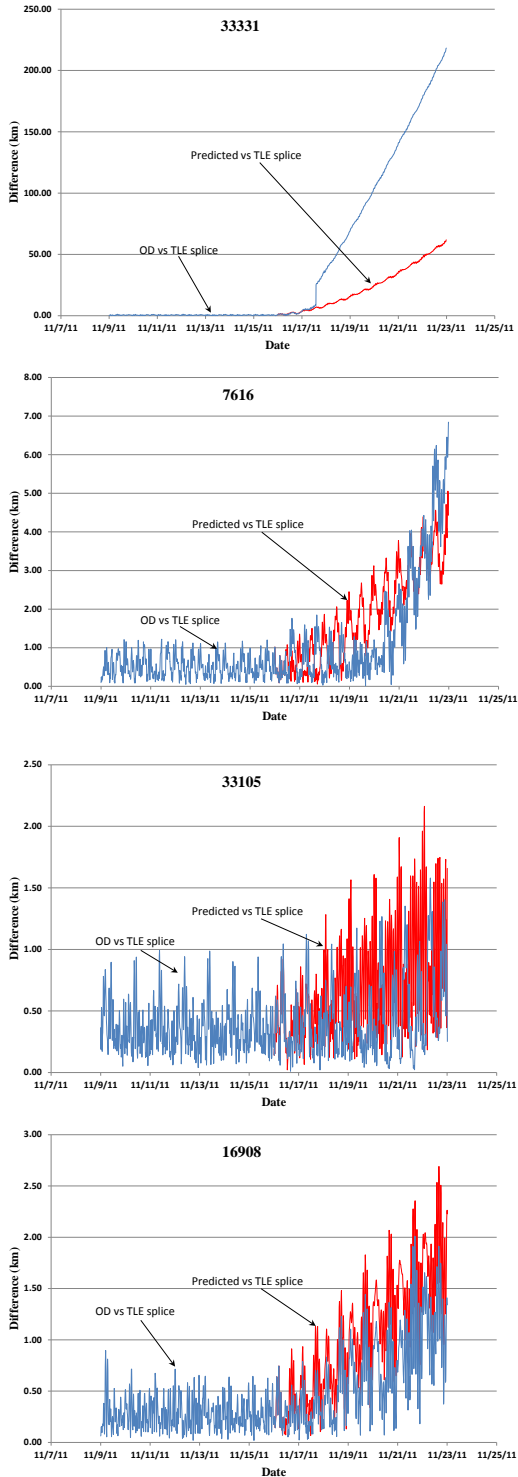 33331
250.00
200.00
150.00
100.00
50.00
0.00
Difference (km)
Predicted vs TLE splice
OD vs TLE splice
11/7/11 11/9/11 11/11/11 11/13/11 11/15/11 11/17/11 11/19/11 11/21/11 11/23/11 11/25/11
Date
7616
8.00
7.00
6.00
5.00
4.00
3.00
2.00
1.00
0.00
Difference (km)
Predicted vs TLE splice
OD vs TLE splice
11/7/11 11/9/11 11/11/11 11/13/11 11/15/11 11/17/11 11/19/11 11/21/11 11/23/11 11/25/11
Date
33105
2.50
2.00
1.50
1.00
0.50
0.00
Difference (km)
Predicted vs TLE splice
OD vs TLE splice
11/7/11 11/9/11 11/11/11 11/13/11 11/15/11 11/17/11 11/19/11 11/21/11 11/23/11 11/25/11
Date
16908
3.00
2.50
2.00
1.50
1.00
0.50
0.00
Difference (km)
Predicted vs TLE splice
OD vs TLE splice
11/7/11 11/9/11 11/11/11 11/13/11 11/15/11 11/17/11 11/19/11 11/21/11 11/23/11 11/25/11
Date